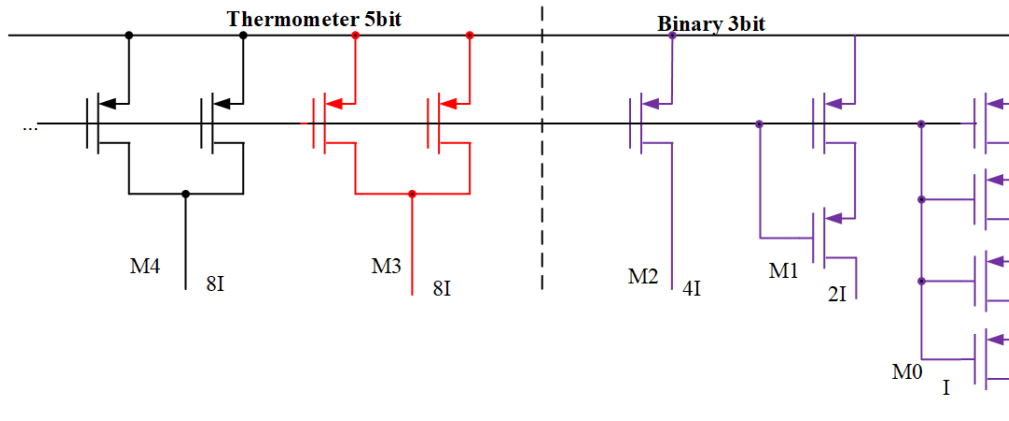 Thermometer 5bit
Binary 3bit
...
M4
8I
M3
8I
M2
4I
M1
2I
M0
I